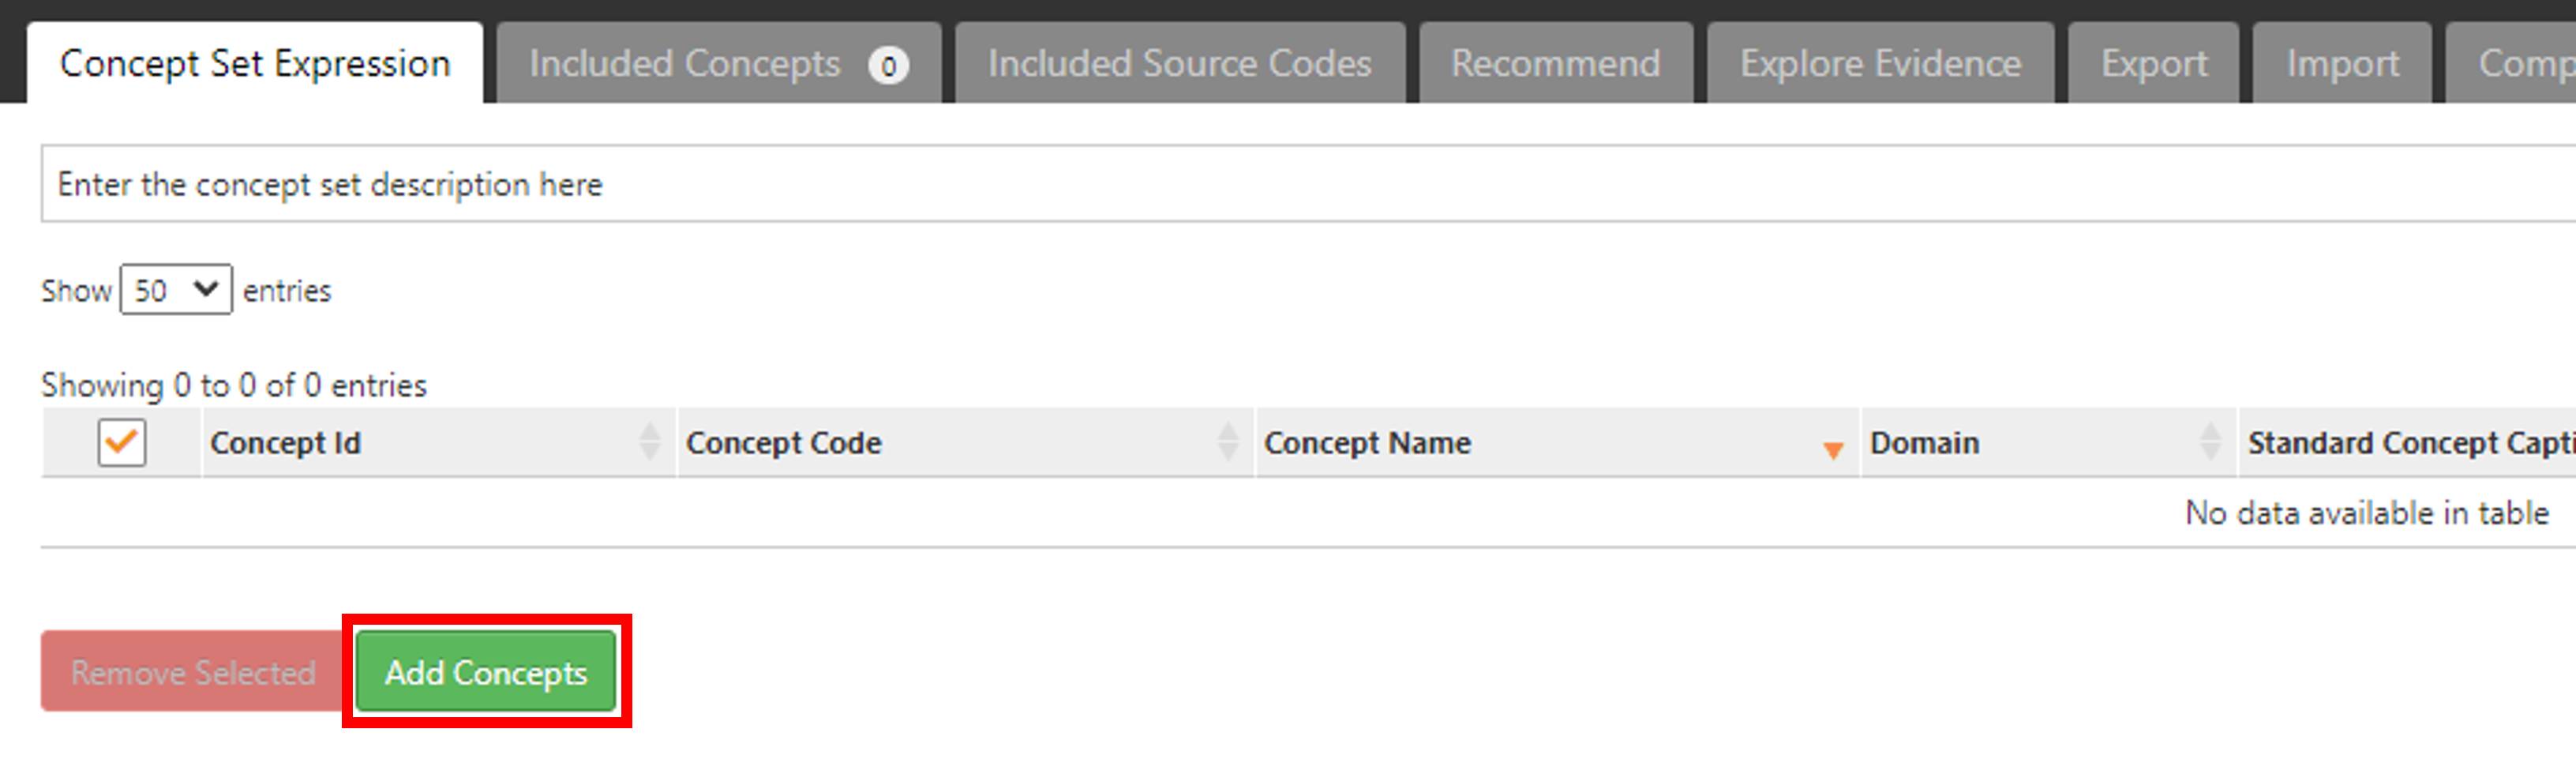 Concept Set Expression Included Concepts 0 Included Source Codes Recommend Explore Evidence Export Import
Enter the concept set description here
Show 50 entries
Showing 0 to 0 of 0 entries
Concept Id Concept Code Concept Name Domain Standard Concept
No data available in table
Remove Selected Add Concepts